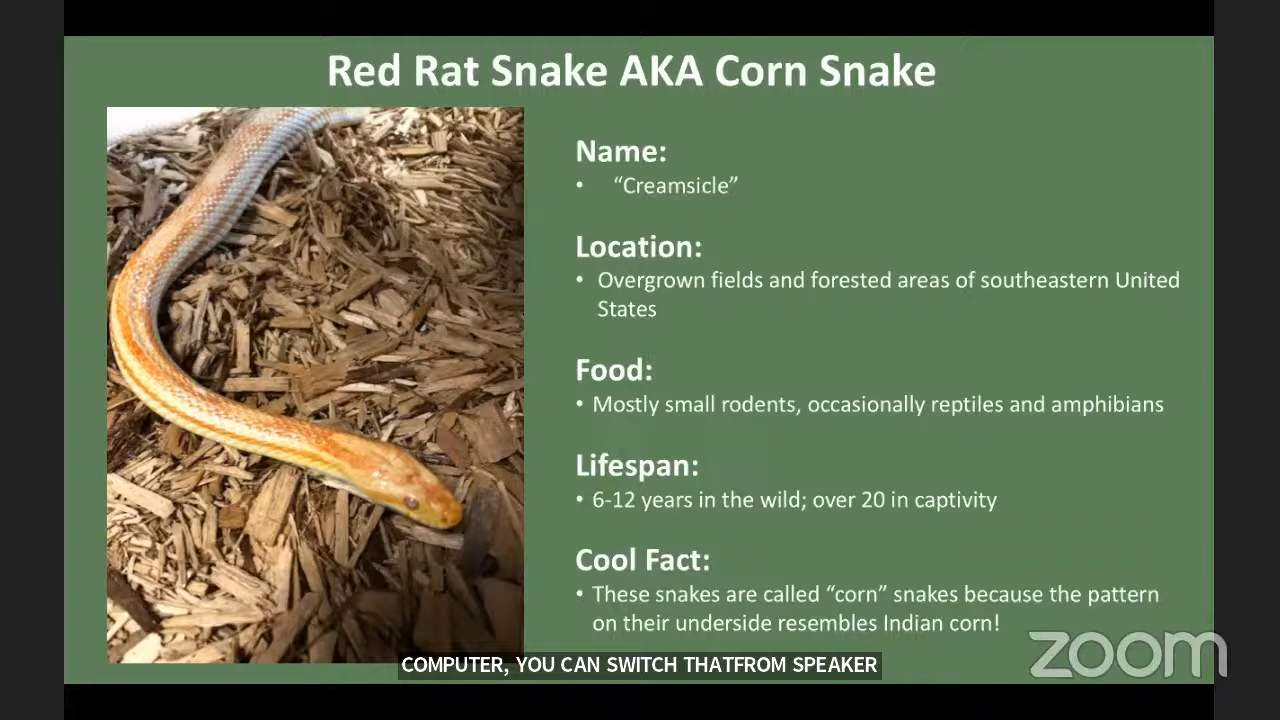 Red Rat Snake AKA Corn Snake
Name:
• “Creamsicle”
Location:
• Overgrown fields and forested areas of southeastern United
States
Food:
• Mostly small rodents, occasionally reptiles and amphibians
Lifespan:
• 6-12 years in the wild; over 20 in captivity
Cool Fact:
• These snakes are called “corn” snakes because the pattern
on their underside resembles Indian corn!
zoom
COMPUTER, YOU CAN SWITCH THATFROM SPEAKER